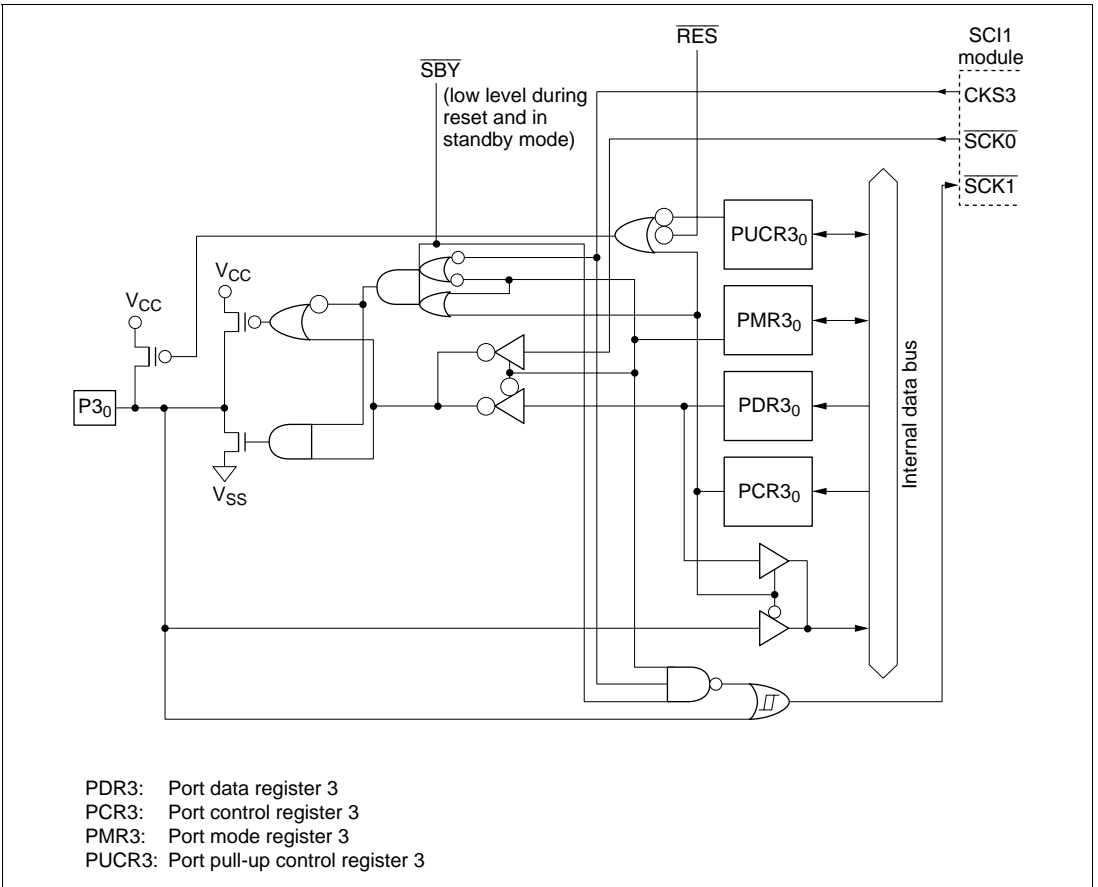 RES
SCI1
module
SBY
(low level during
reset and in
standby mode)
CKS3
SCK0
SCK1
PUCR3₀
VCC
VCC
PMR3₀
P3₀
PDR3₀
VSS
PCR3₀
Internal data bus
PDR3: Port data register 3
PCR3: Port control register 3
PMR3: Port mode register 3
PUCR3: Port pull-up control register 3